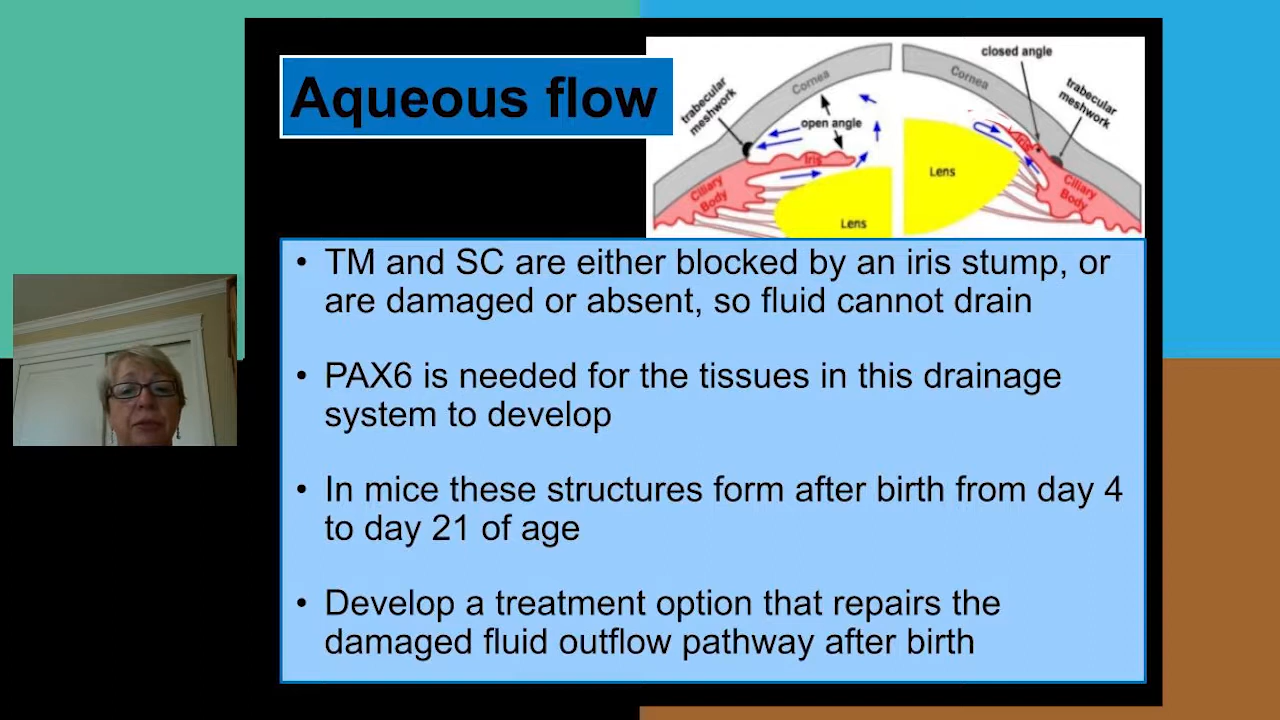 Aqueous flow
trabecular
meshwork
Cornea
open angle
Iris
Ciliary
Body
Lens
closed angle
Cornea
trabecular
meshwork
Iris
Lens
Ciliary
Body
• TM and SC are either blocked by an iris stump, or
are damaged or absent, so fluid cannot drain
• PAX6 is needed for the tissues in this drainage
system to develop
• In mice these structures form after birth from day 4
to day 21 of age
• Develop a treatment option that repairs the
damaged fluid outflow pathway after birth